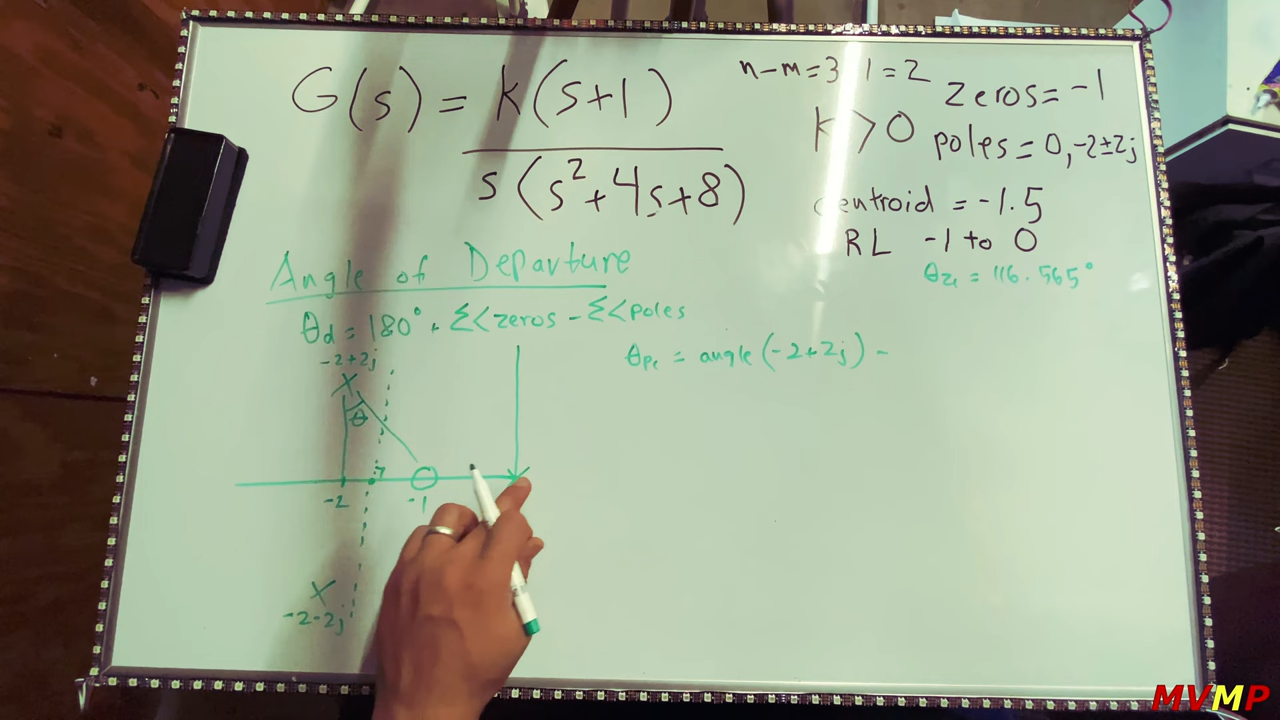 n-m=3 1=2
G(s) = k(s+1)
s(s²+4s+8)
zeros= -1
k>0
poles=0,-2±2j
centroid = -1.5
RL -1 to 0
θz₁ = 116.565°
Angle of Departure
θd = 180° + Σ<zeros - Σ<poles
θp₁ = angle(-2+2j) -
-2+2j
X
θ
-2
-1
X
-2-2j
MVMP